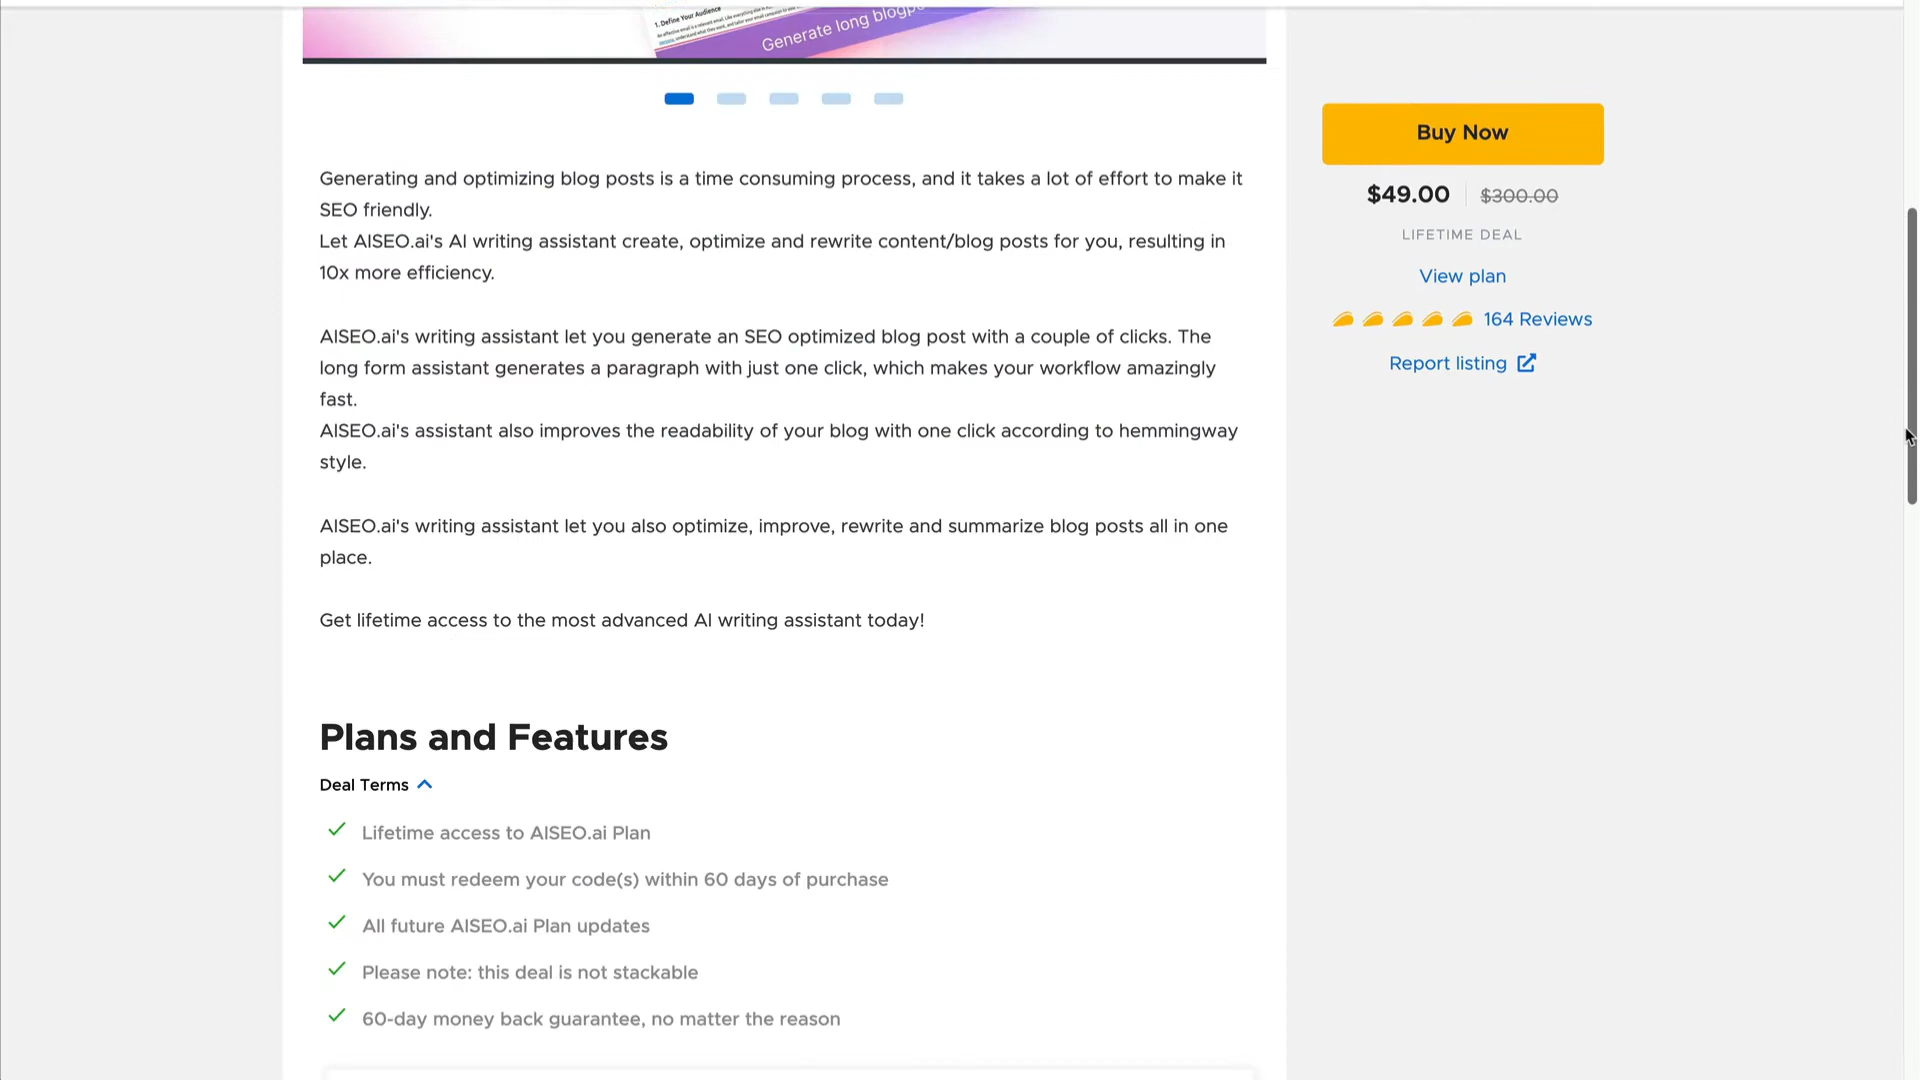 1. Define Your Audience
Generate long blogp
Generating and optimizing blog posts is a time consuming process, and it takes a lot of effort to make it
SEO friendly.
Let AISEO.ai's AI writing assistant create, optimize and rewrite content/blog posts for you, resulting in
10x more efficiency.
AISEO.ai's writing assistant let you generate an SEO optimized blog post with a couple of clicks. The
long form assistant generates a paragraph with just one click, which makes your workflow amazingly
fast.
AISEO.ai's assistant also improves the readability of your blog with one click according to hemmingway
style.
AISEO.ai's writing assistant let you also optimize, improve, rewrite and summarize blog posts all in one
place.
Get lifetime access to the most advanced AI writing assistant today!
Plans and Features
Deal Terms
Lifetime access to AISEO.ai Plan
You must redeem your code(s) within 60 days of purchase
All future AISEO.ai Plan updates
Please note: this deal is not stackable
60-day money back guarantee, no matter the reason
Buy Now
$49.00 $300.00
LIFETIME DEAL
View plan
164 Reviews
Report listing